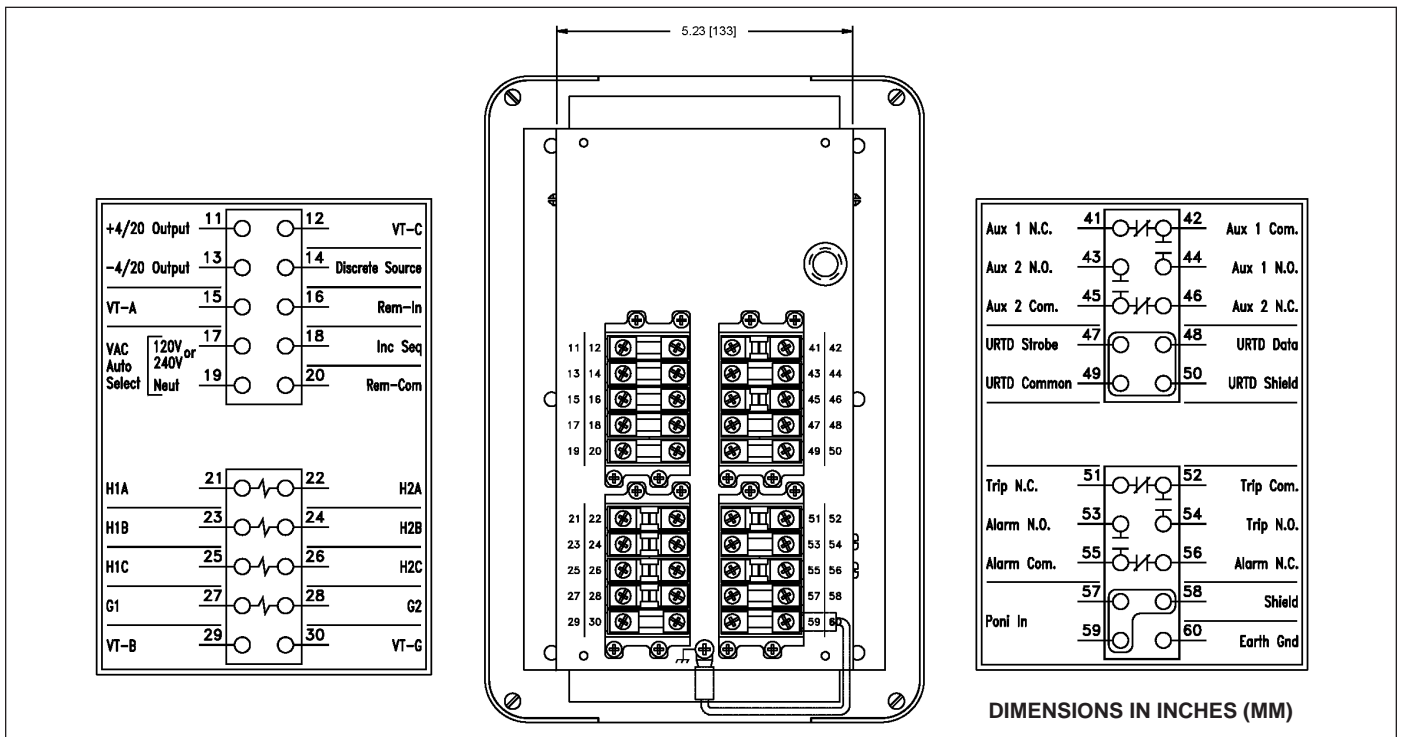 5.23 [133]
+4/20 Output 11 12 VT-C
-4/20 Output 13 14 Discrete Source
VT-A 15 16 Rem-In
VAC Auto Select 120V or 240V 17 18 Inc Seq
Neut 19 20 Rem-Com
H1A 21 22 H2A
H1B 23 24 H2B
H1C 25 26 H2C
G1 27 28 G2
VT-B 29 30 VT-G
11 12 41 42
13 14 43 44
15 16 45 46
17 18 47 48
19 20 49 50
21 22 51 52
23 24 53 54
25 26 55 56
27 28 57 58
29 30 59 60
Aux 1 N.C. 41 42 Aux 1 Com.
Aux 2 N.O. 43 44 Aux 1 N.O.
Aux 2 Com. 45 46 Aux 2 N.C.
URTD Strobe 47 48 URTD Data
URTD Common 49 50 URTD Shield
Trip N.C. 51 52 Trip Com.
Alarm N.O. 53 54 Trip N.O.
Alarm Com. 55 56 Alarm N.C.
Poni In 57 58 Shield
59 60 Earth Gnd
DIMENSIONS IN INCHES (MM)